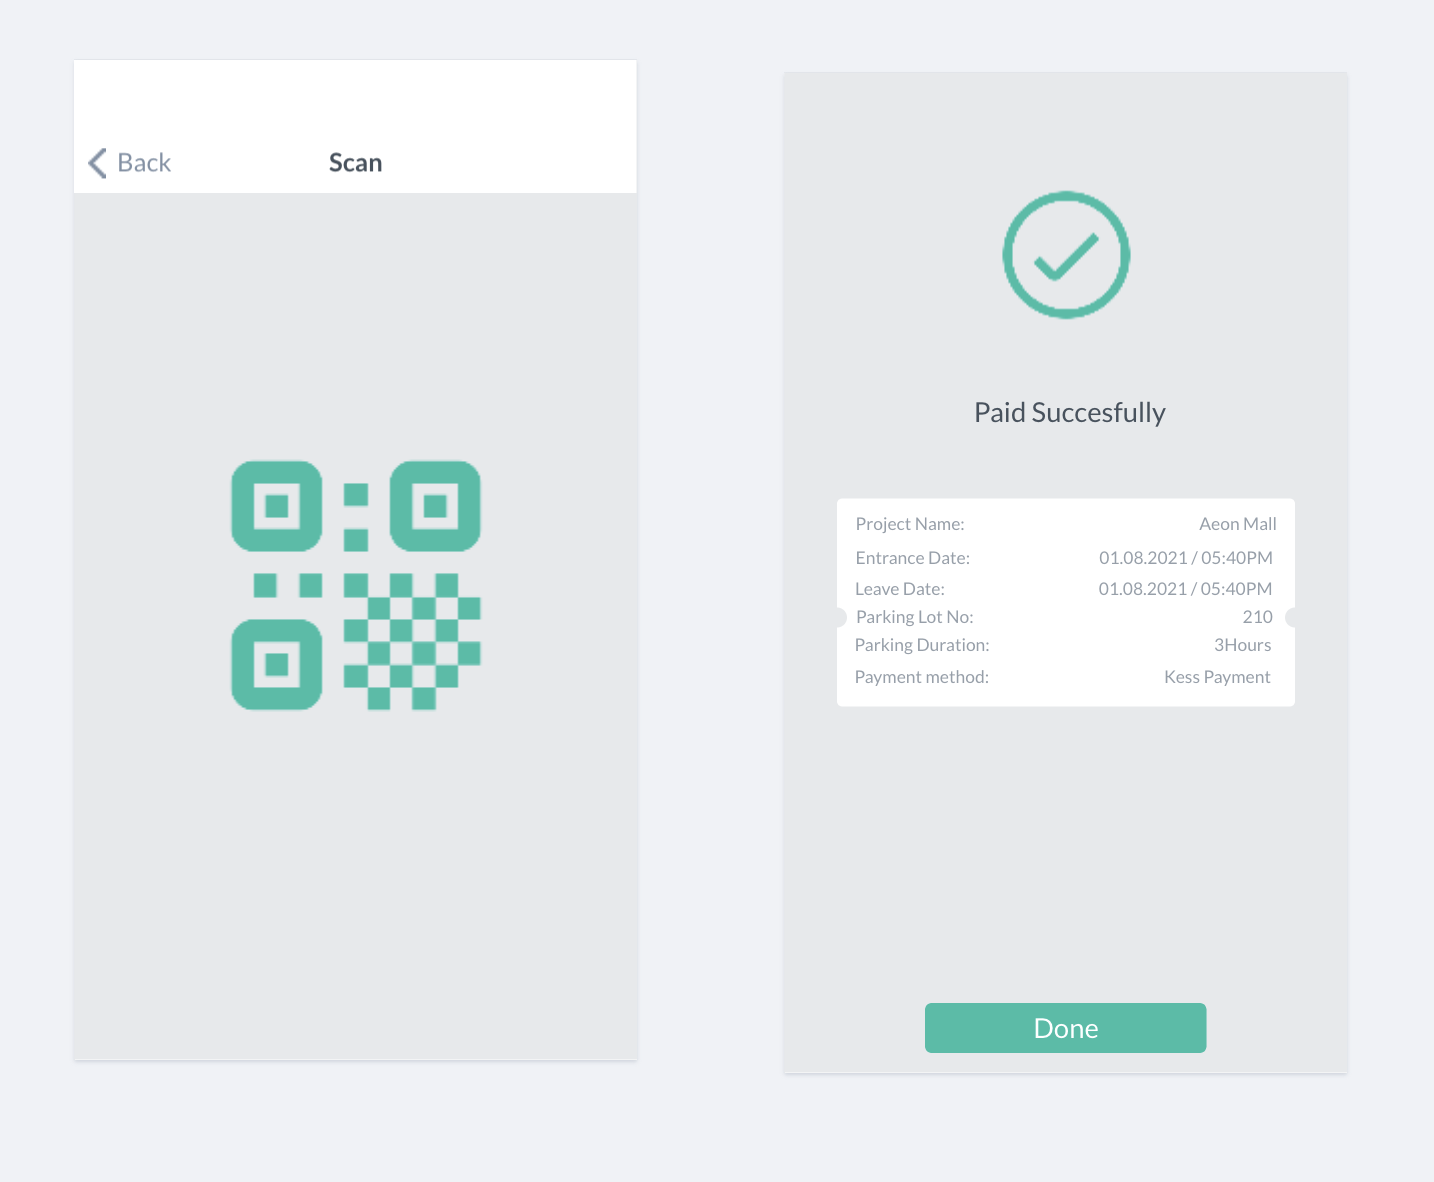 Back
Scan
Paid Succesfully
Project Name: Aeon Mall
Entrance Date: 01.08.2021 / 05:40PM
Leave Date: 01.08.2021 / 05:40PM
Parking Lot No: 210
Parking Duration: 3Hours
Payment method: Kess Payment
Done